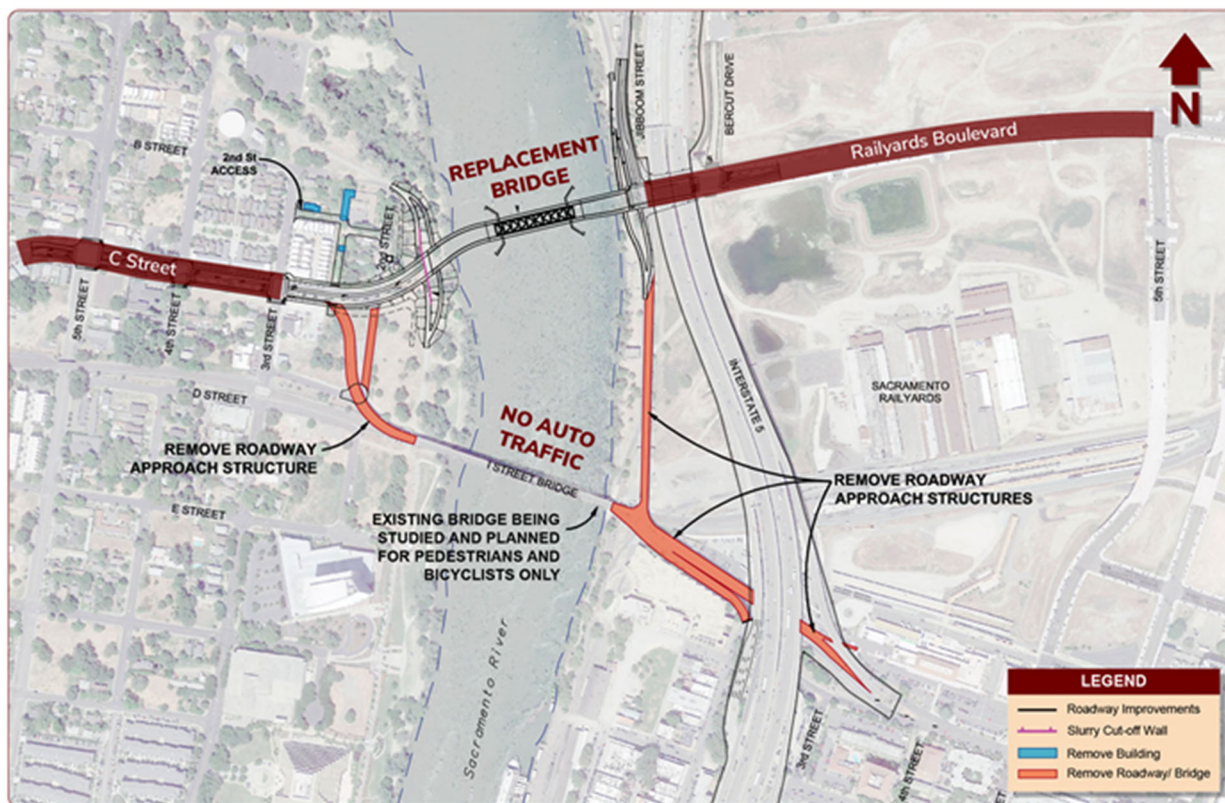 JIBBOOM STREET
BERCUT DRIVE
N
B STREET
2nd St
ACCESS
REPLACEMENT
BRIDGE
Railyards Boulevard
2nd STREET
C Street
5th STREET
4th STREET
3rd STREET
5th STREET
INTERSTATE 5
D STREET
SACRAMENTO
RAILYARDS
NO AUTO
TRAFFIC
REMOVE ROADWAY
APPROACH STRUCTURE
I STREET BRIDGE
REMOVE ROADWAY
APPROACH STRUCTURES
E STREET
EXISTING BRIDGE BEING
STUDIED AND PLANNED
FOR PEDESTRIANS AND
BICYCLISTS ONLY
Sacramento River
3rd STREET
4th STREET
LEGEND
Roadway Improvements
Slurry Cut-off Wall
Remove Building
Remove Roadway/ Bridge